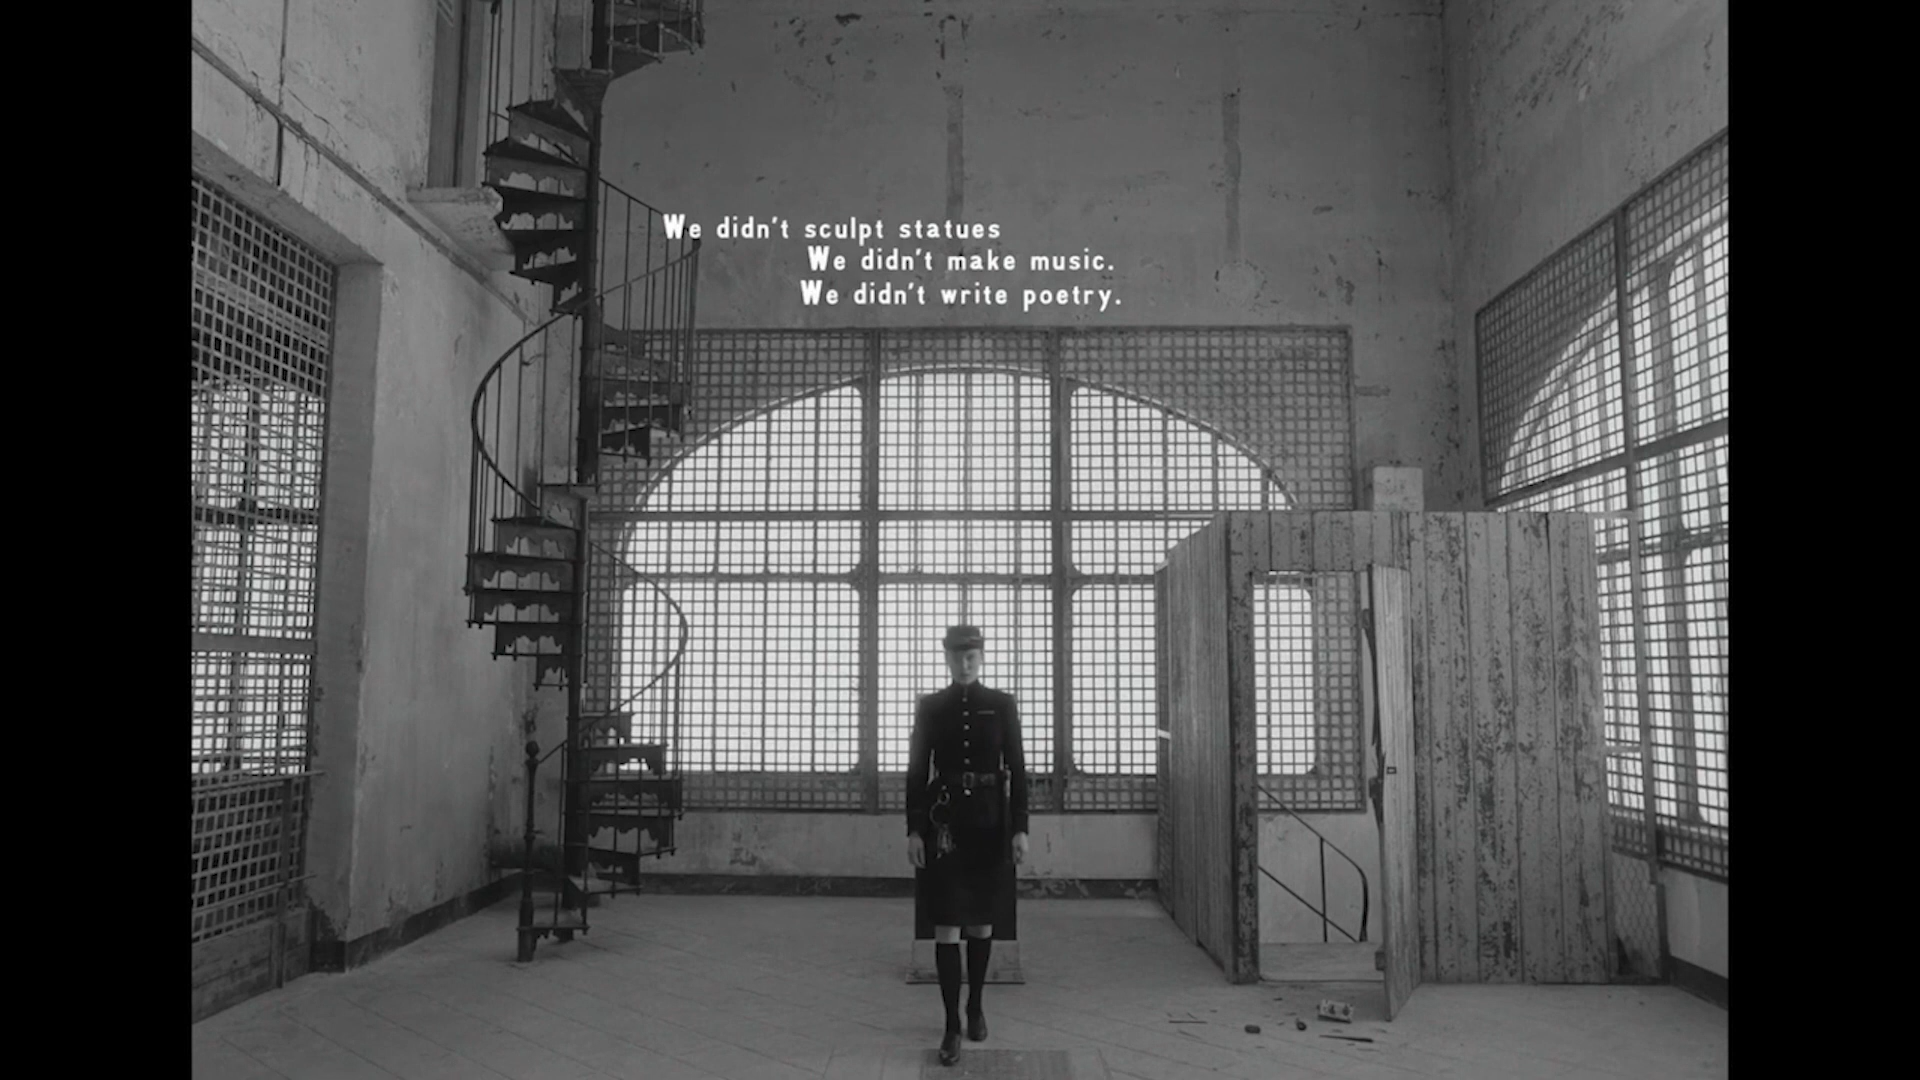 We didn't sculpt statues
We didn't make music.
We didn't write poetry.